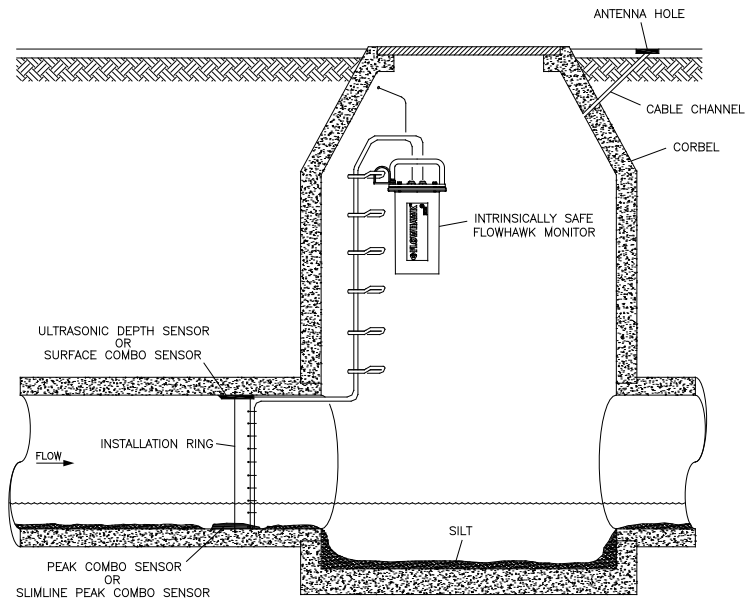 ANTENNA HOLE
CABLE CHANNEL
CORBEL
INTRINSICALLY SAFE
FLOWHAWK MONITOR
FLOWHAWK
ULTRASONIC DEPTH SENSOR
OR
SURFACE COMBO SENSOR
INSTALLATION RING
FLOW
SILT
PEAK COMBO SENSOR
OR
SLIMLINE PEAK COMBO SENSOR